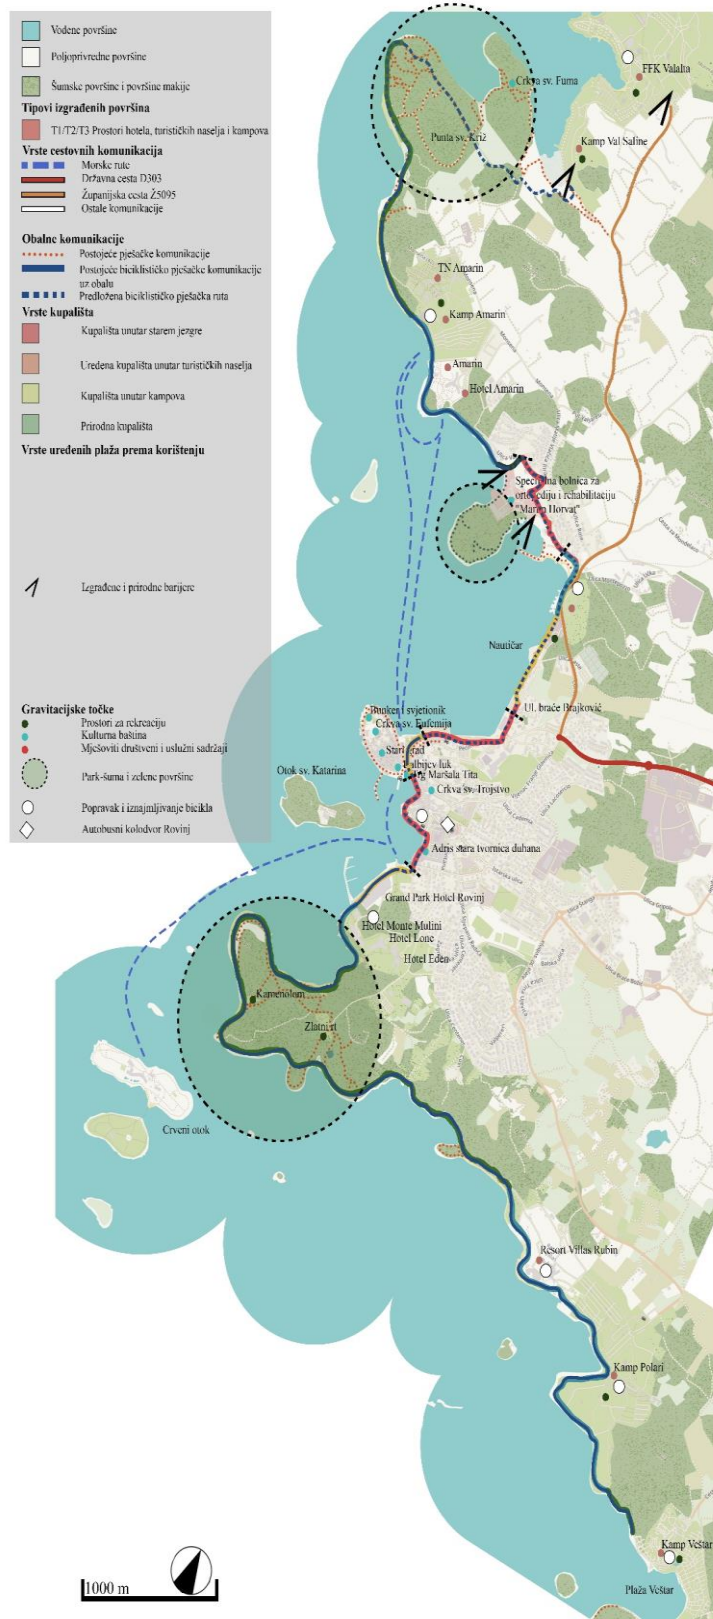 Vodene površine
Poljoprivredne površine
Šumske površine i površine makije
Tipovi izgrađenih površina
T1/T2/T3 Prostori hotela, turističkih naselja i kampova
Vrste cestovnih komunikacija
Morske rute
Državna cesta D303
Županijska cesta Ž5095
Ostale komunikacije
Obalne komunikacije
Postojeće pješačke komunikacije
Postojeće biciklističko pješačke komunikacije
uz obalu
Predložena biciklističko pješačka ruta
Vrste kupališta
Kupališta unutar starem jezgre
Uređena kupališta unutar turističkih naselja
Kupališta unutar kampova
Prirodna kupališta
Vrste uređenih plaža prema korištenju
Izgrađene i prirodne barijere
Gravitacijske točke
Prostori za rekreaciju
Kulturna baština
Mješoviti društveni i uslužni sadržaji
Park-šuma i zelene površine
Popravak i iznajmljivanje bicikla
Autobusni kolodvor Rovinj
FFK Valalta
Crkva sv. Fuma
Punta sv. Križ
Kamp Val Saline
TN Amarin
Kamp Amarin
Amarin
Hotel Amarin
bolnica za
ortopediju i rehabilitaciju
"Martin Horvat"
Nautičar
Ul. braće Brajković
Bunker i svjetionik
Crkva sv. Eufemija
Stari grad
Balbijev luk
Trg Maršala Tita
Crkva sv. Trojstvo
Otok sv. Katarina
Adris stara tvornica duhana
Grand Park Hotel Rovinj
Hotel Monte Mulini
Hotel Lone
Hotel Eden
Kamenolom
Zlatni rt
Crveni otok
Resort Villas Rubin
Kamp Polari
Kamp Veštar
Plaža Veštar
1000 m